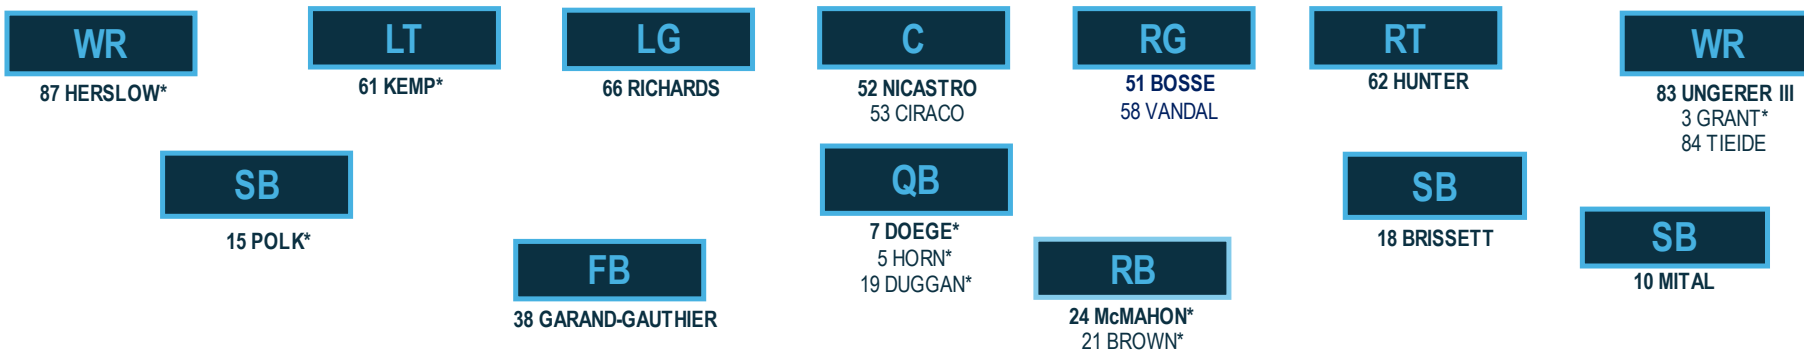 WR
87 HERSLOW*
LT
61 KEMP*
LG
66 RICHARDS
C
52 NICASTRO
53 CIRACO
RG
51 BOSSE
58 VANDAL
RT
62 HUNTER
WR
83 UNGERER III
3 GRANT*
84 TIEIDE
SB
15 POLK*
FB
38 GARAND-GAUTHIER
QB
7 DOEGE*
5 HORN*
19 DUGGAN*
RB
24 McMAHON*
21 BROWN*
SB
18 BRISSETT
SB
10 MITAL